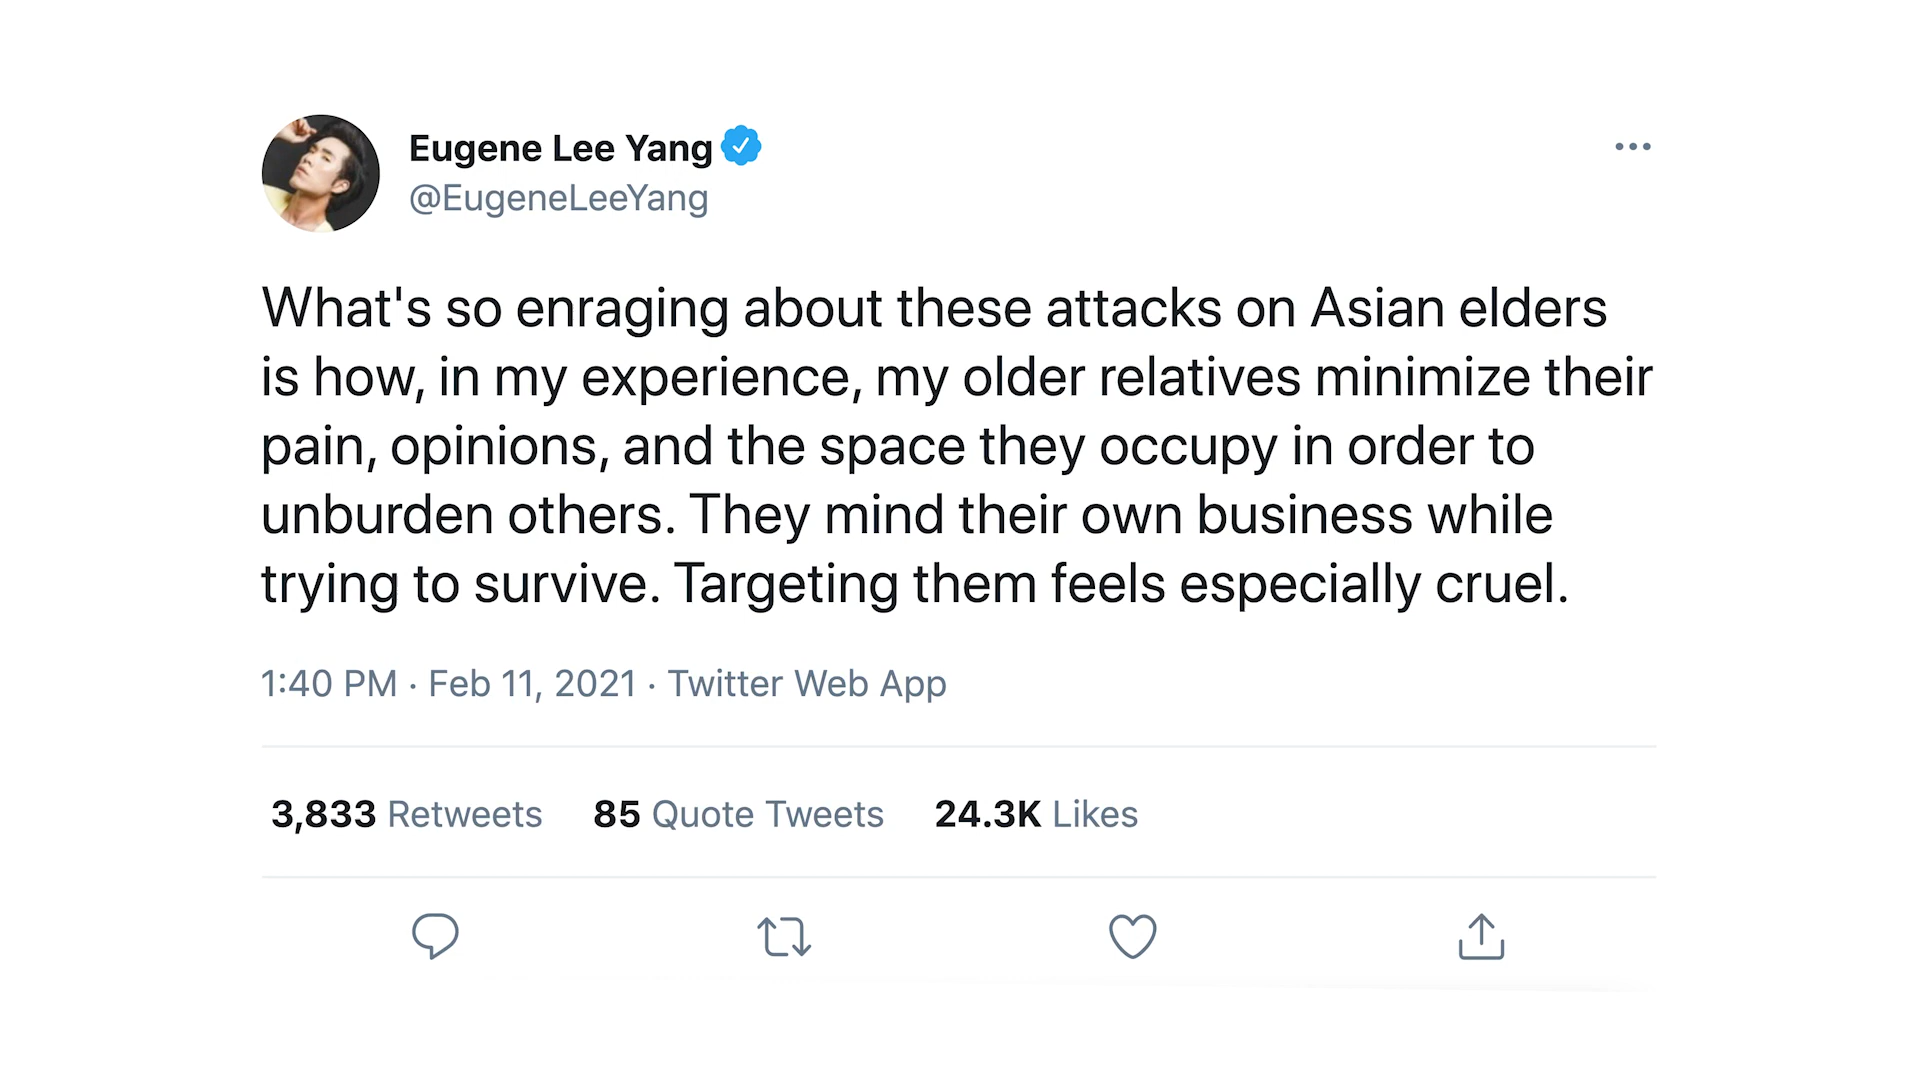 Eugene Lee Yang
@EugeneLeeYang
What's so enraging about these attacks on Asian elders
is how, in my experience, my older relatives minimize their
pain, opinions, and the space they occupy in order to
unburden others. They mind their own business while
trying to survive. Targeting them feels especially cruel.
1:40 PM · Feb 11, 2021 · Twitter Web App
3,833 Retweets 85 Quote Tweets 24.3K Likes